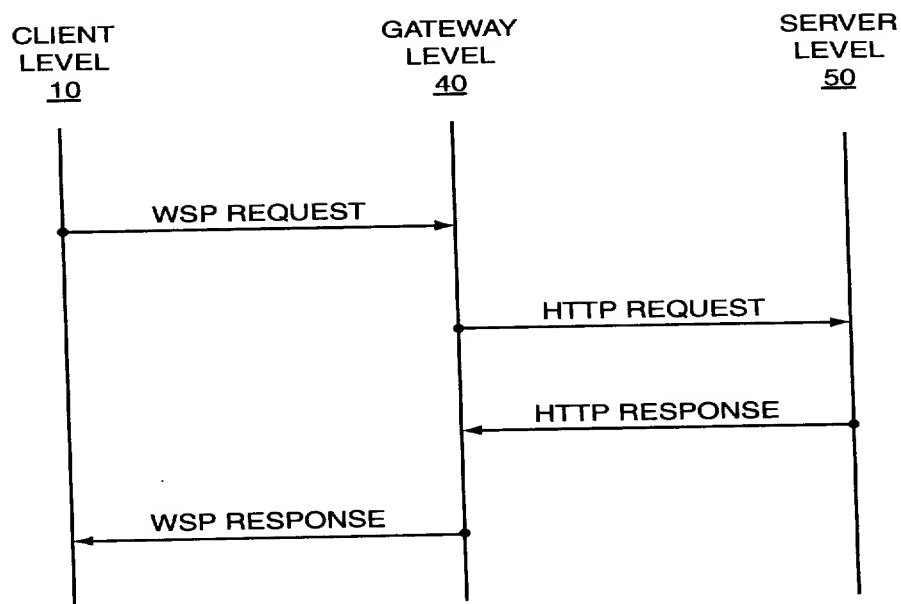 CLIENT
LEVEL
10
GATEWAY
LEVEL
40
SERVER
LEVEL
50
WSP REQUEST
HTTP REQUEST
HTTP RESPONSE
WSP RESPONSE